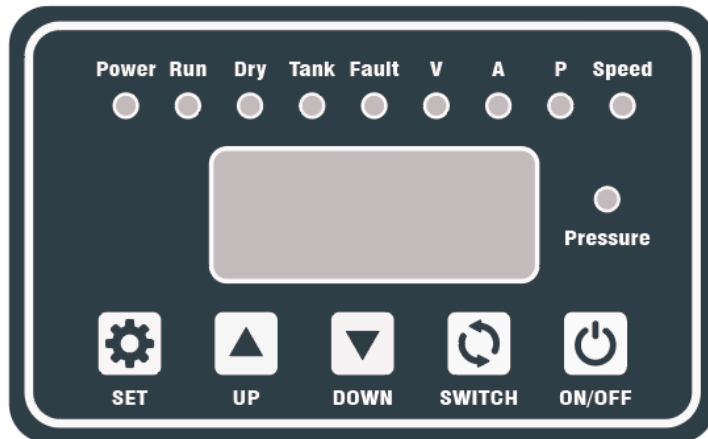 Power Run Dry Tank Fault V A P Speed
Pressure
SET UP DOWN SWITCH ON/OFF